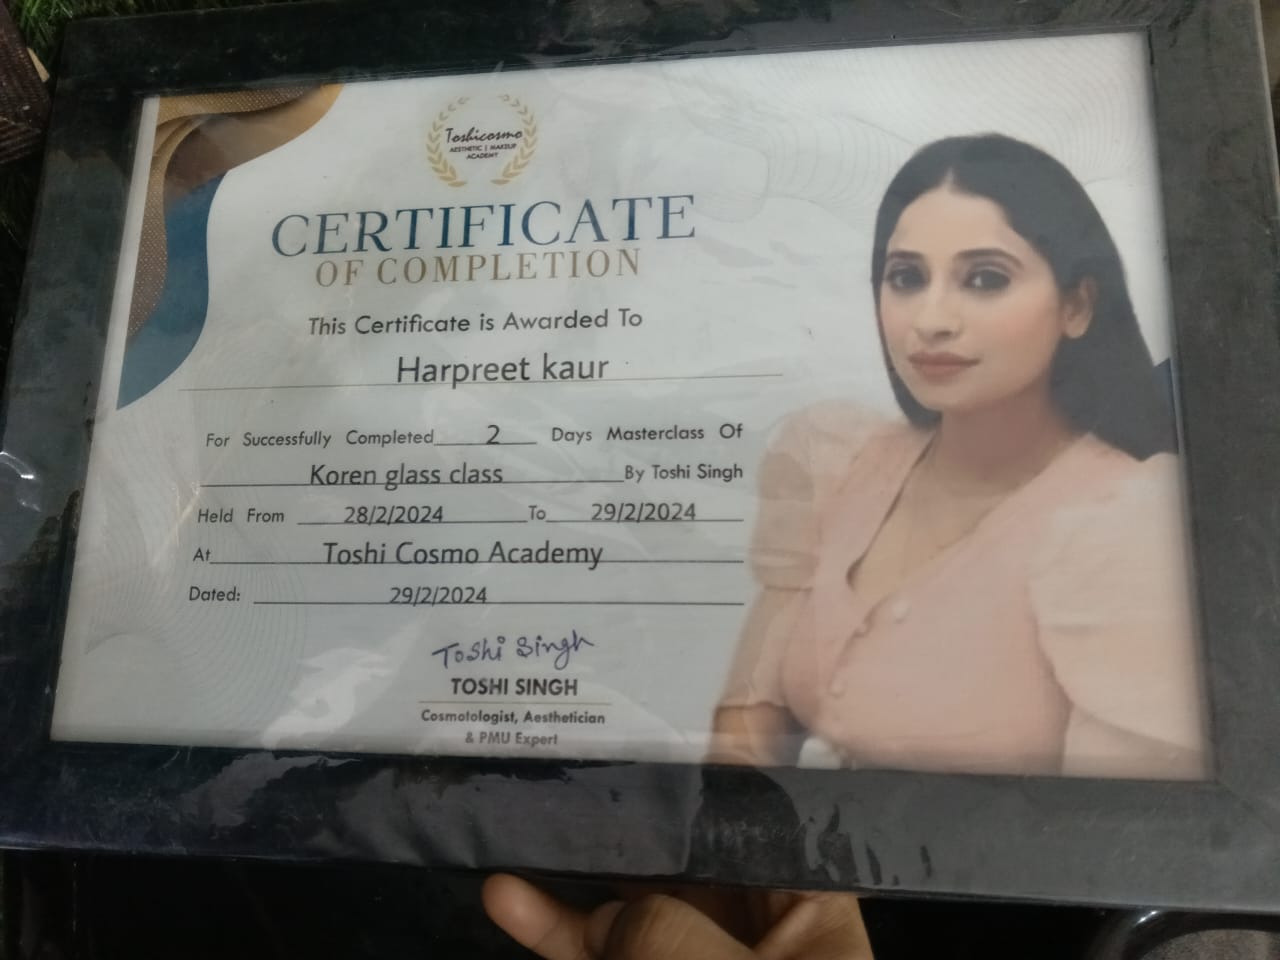 Toshicosmo
AESTHETIC | MAKEUP
ACADEMY
CERTIFICATE
OF COMPLETION
This Certificate is Awarded To
Harpreet kaur
For Successfully Completed 2 Days Masterclass Of
Koren glass class By Toshi Singh
Held From 28/2/2024 To 29/2/2024
At Toshi Cosmo Academy
Dated: 29/2/2024
Toshi Singh
TOSHI SINGH
Cosmotologist, Aesthetician
& PMU Expert